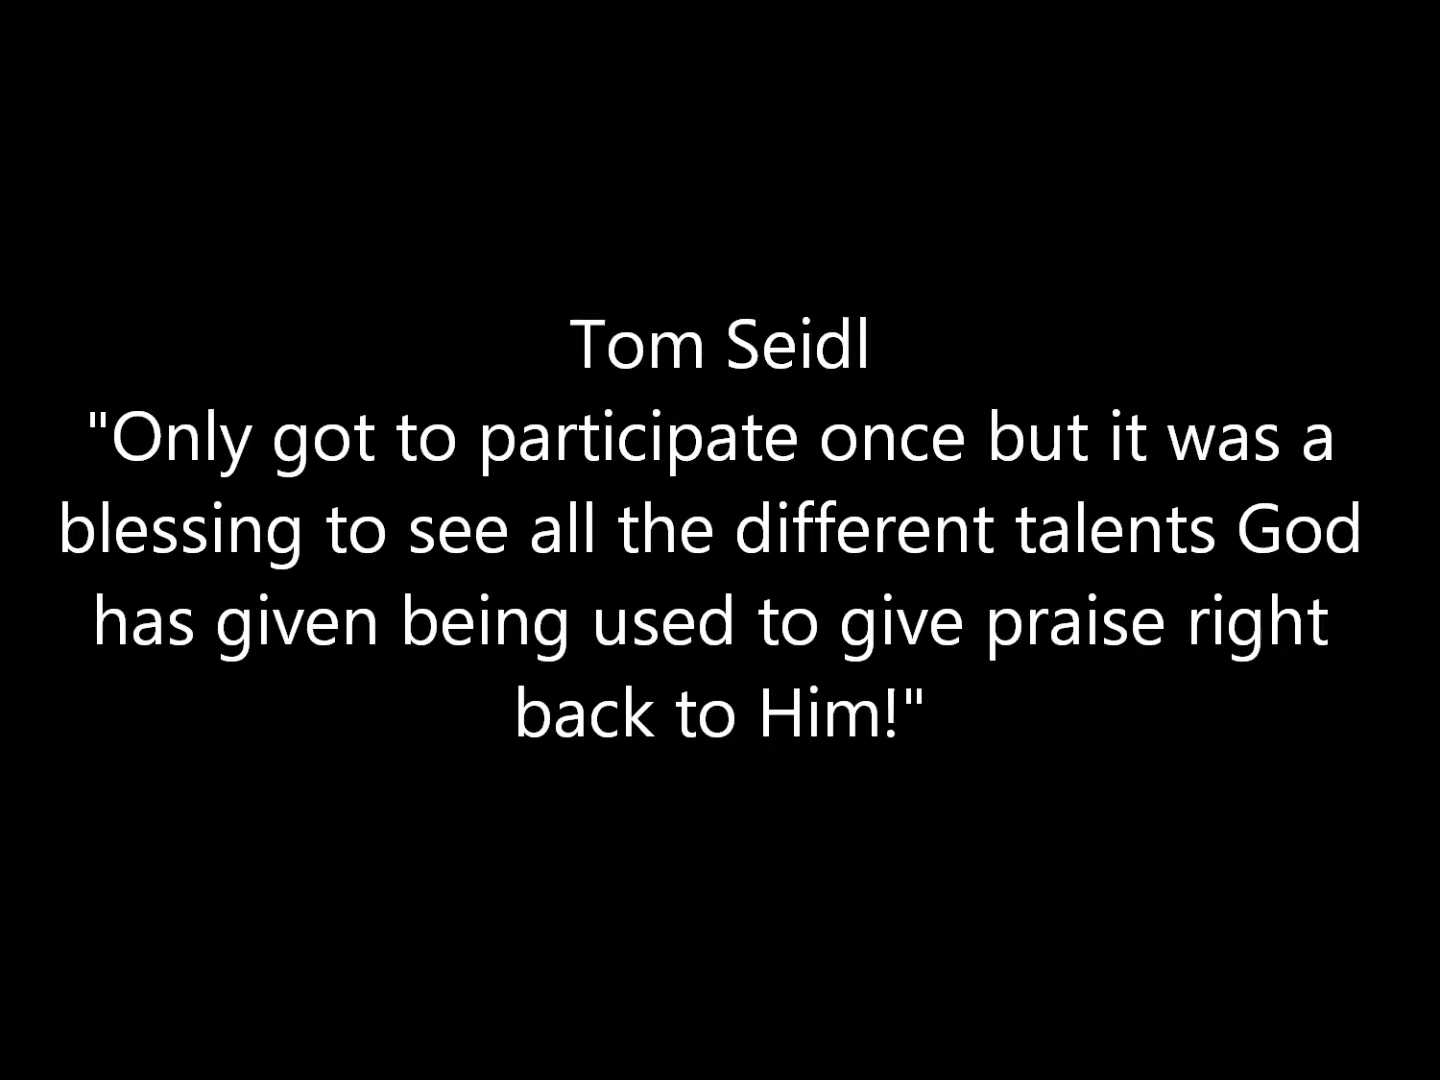 Tom Seidl
"Only got to participate once but it was a
blessing to see all the different talents God
has given being used to give praise right
back to Him!"